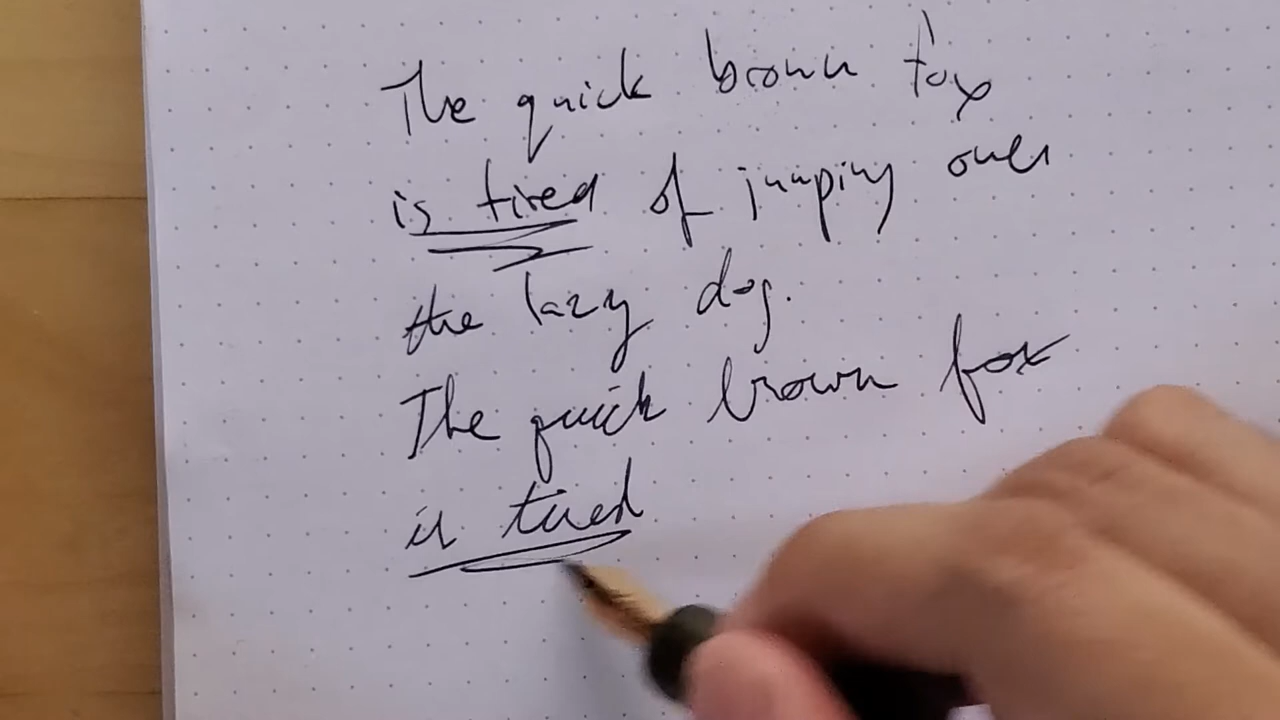 The quick brown fox
is tired of jumping over
the lazy dog.
The quick brown fox
is tired